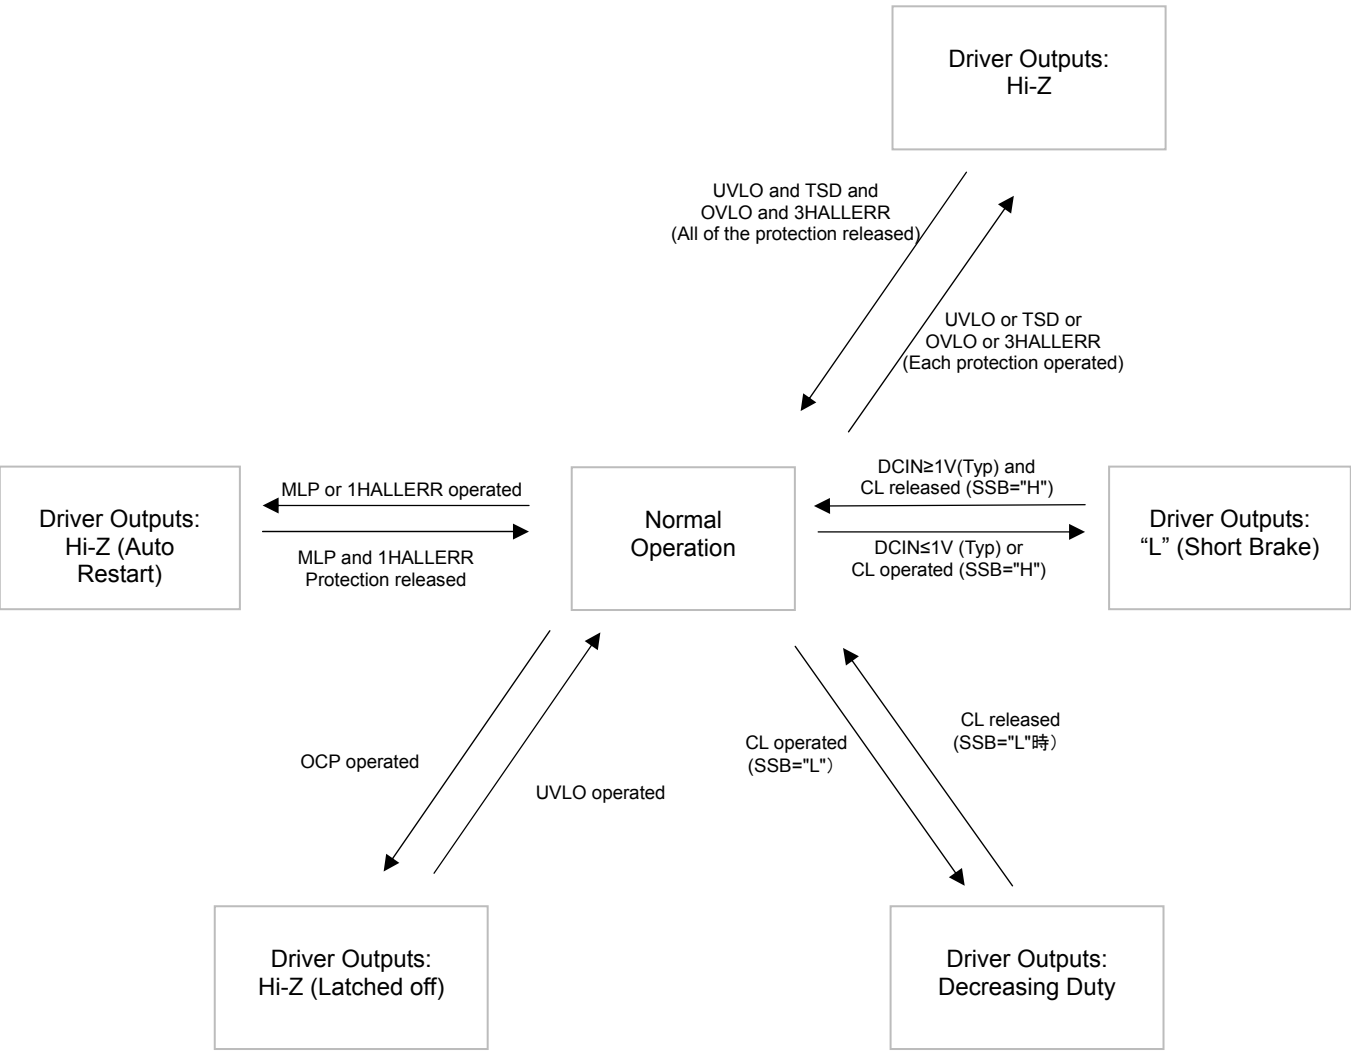 Driver Outputs:
Hi-Z
UVLO and TSD and
OVLO and 3HALLERR
(All of the protection released)
UVLO or TSD or
OVLO or 3HALLERR
(Each protection operated)
Driver Outputs:
Hi-Z (Auto
Restart)
MLP or 1HALLERR operated
MLP and 1HALLERR
Protection released
Normal
Operation
DCIN≥1V(Typ) and
CL released (SSB="H")
DCIN≤1V (Typ) or
CL operated (SSB="H")
Driver Outputs:
“L” (Short Brake)
OCP operated
UVLO operated
CL operated
(SSB="L"）
CL released
(SSB="L"時）
Driver Outputs:
Hi-Z (Latched off)
Driver Outputs:
Decreasing Duty